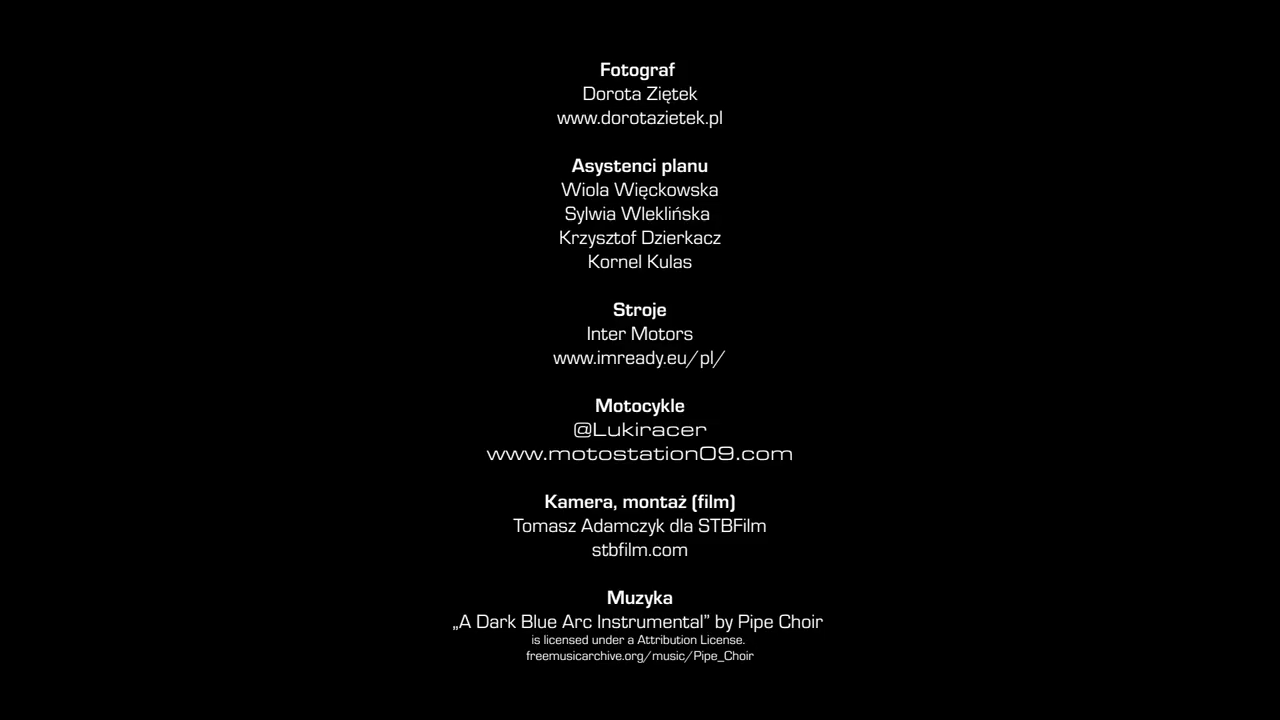 Fotograf
Dorota Ziętek
www.dorotazietek.pl
Asystenci planu
Wiola Więckowska
Sylwia Wleklińska
Krzysztof Dzierkacz
Kornel Kulas
Stroje
Inter Motors
www.imready.eu/pl/
Motocykle
@Lukiracer
www.motostation09.com
Kamera, montaż (film)
Tomasz Adamczyk dla STBFilm
stbfilm.com
Muzyka
„A Dark Blue Arc Instrumental” by Pipe Choir
is licensed under a Attribution License.
freemusicarchive.org/music/Pipe_Choir